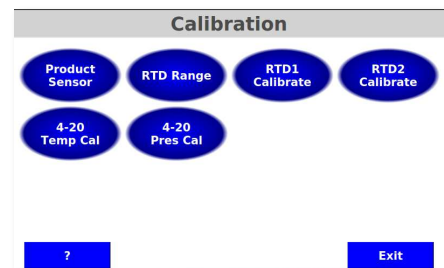 Calibration
Product
Sensor
RTD Range
RTD1
Calibrate
RTD2
Calibrate
4-20
Temp Cal
4-20
Pres Cal
?
Exit